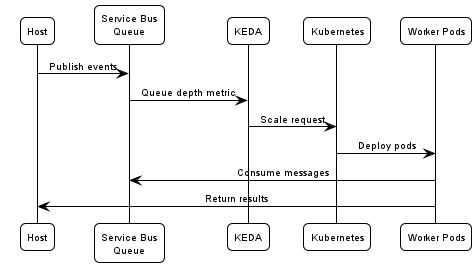 Host
Service Bus
Queue
KEDA
Kubernetes
Worker Pods
Publish events
Queue depth metric
Scale request
Deploy pods
Consume messages
Return results
Host
Service Bus
Queue
KEDA
Kubernetes
Worker Pods